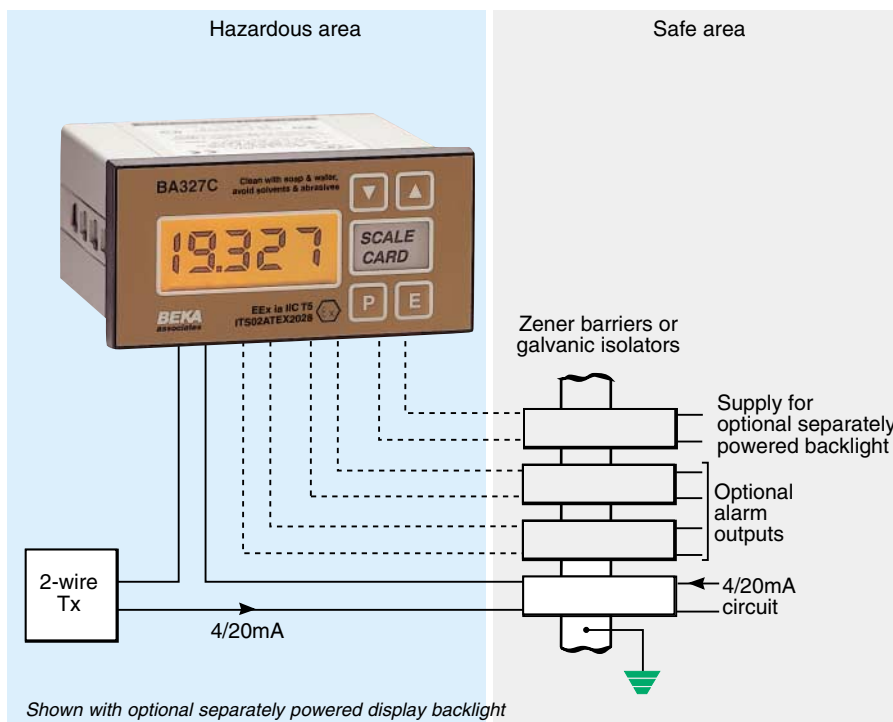 Hazardous area
Safe area
BA327C
Clean with soap & water,
avoid solvents & abrasives
19.327
SCALE
CARD
P
E
BEKA
associates
EEx ia IIC T5
ITS02ATEX2028
Ex
Zener barriers or
galvanic isolators
Supply for
optional separately
powered backlight
Optional
alarm
outputs
2-wire
Tx
4/20mA
4/20mA
circuit
Shown with optional separately powered display backlight